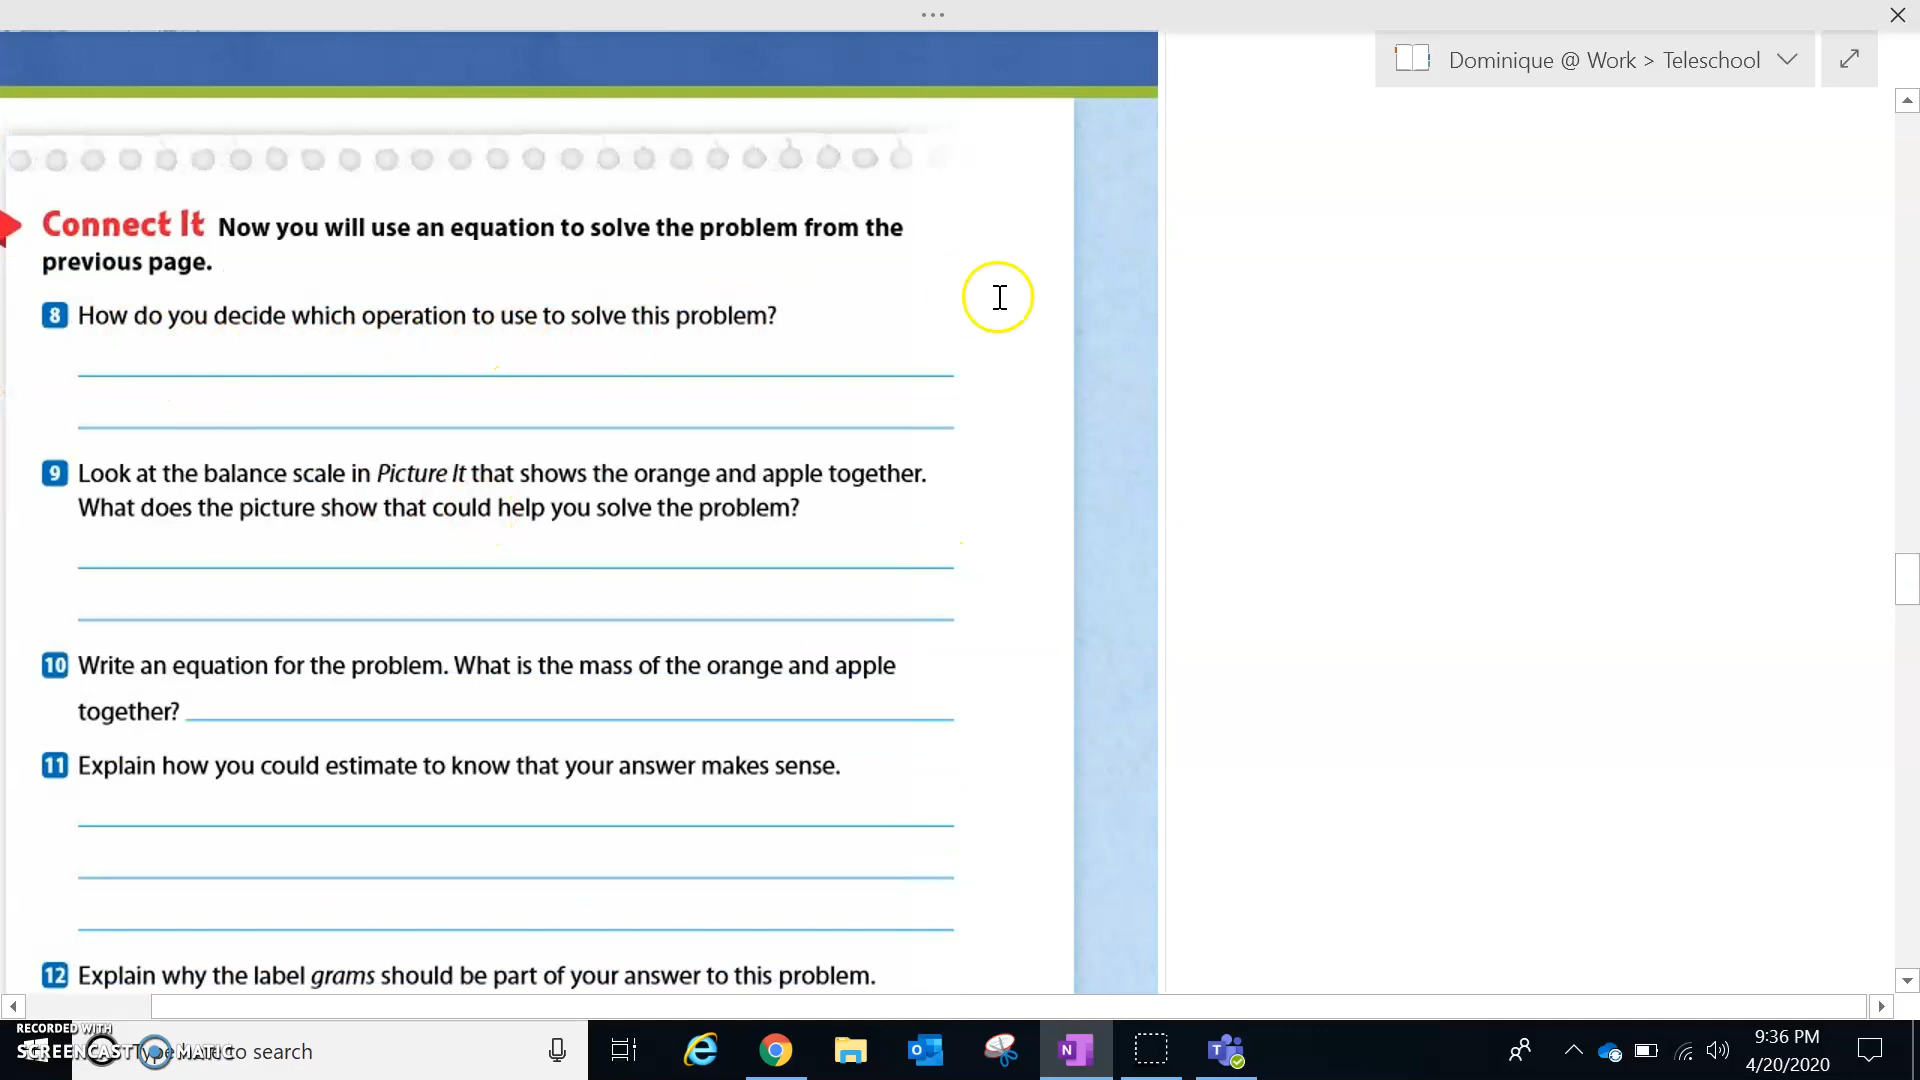 Dominique @ Work > Teleschool
Connect It Now you will use an equation to solve the problem from the
previous page.
8 How do you decide which operation to use to solve this problem?
9 Look at the balance scale in Picture It that shows the orange and apple together.
What does the picture show that could help you solve the problem?
10 Write an equation for the problem. What is the mass of the orange and apple
together?
11 Explain how you could estimate to know that your answer makes sense.
12 Explain why the label grams should be part of your answer to this problem.
RECORDED WITH
SCREENCAST MATIC
to search
9:36 PM
4/20/2020